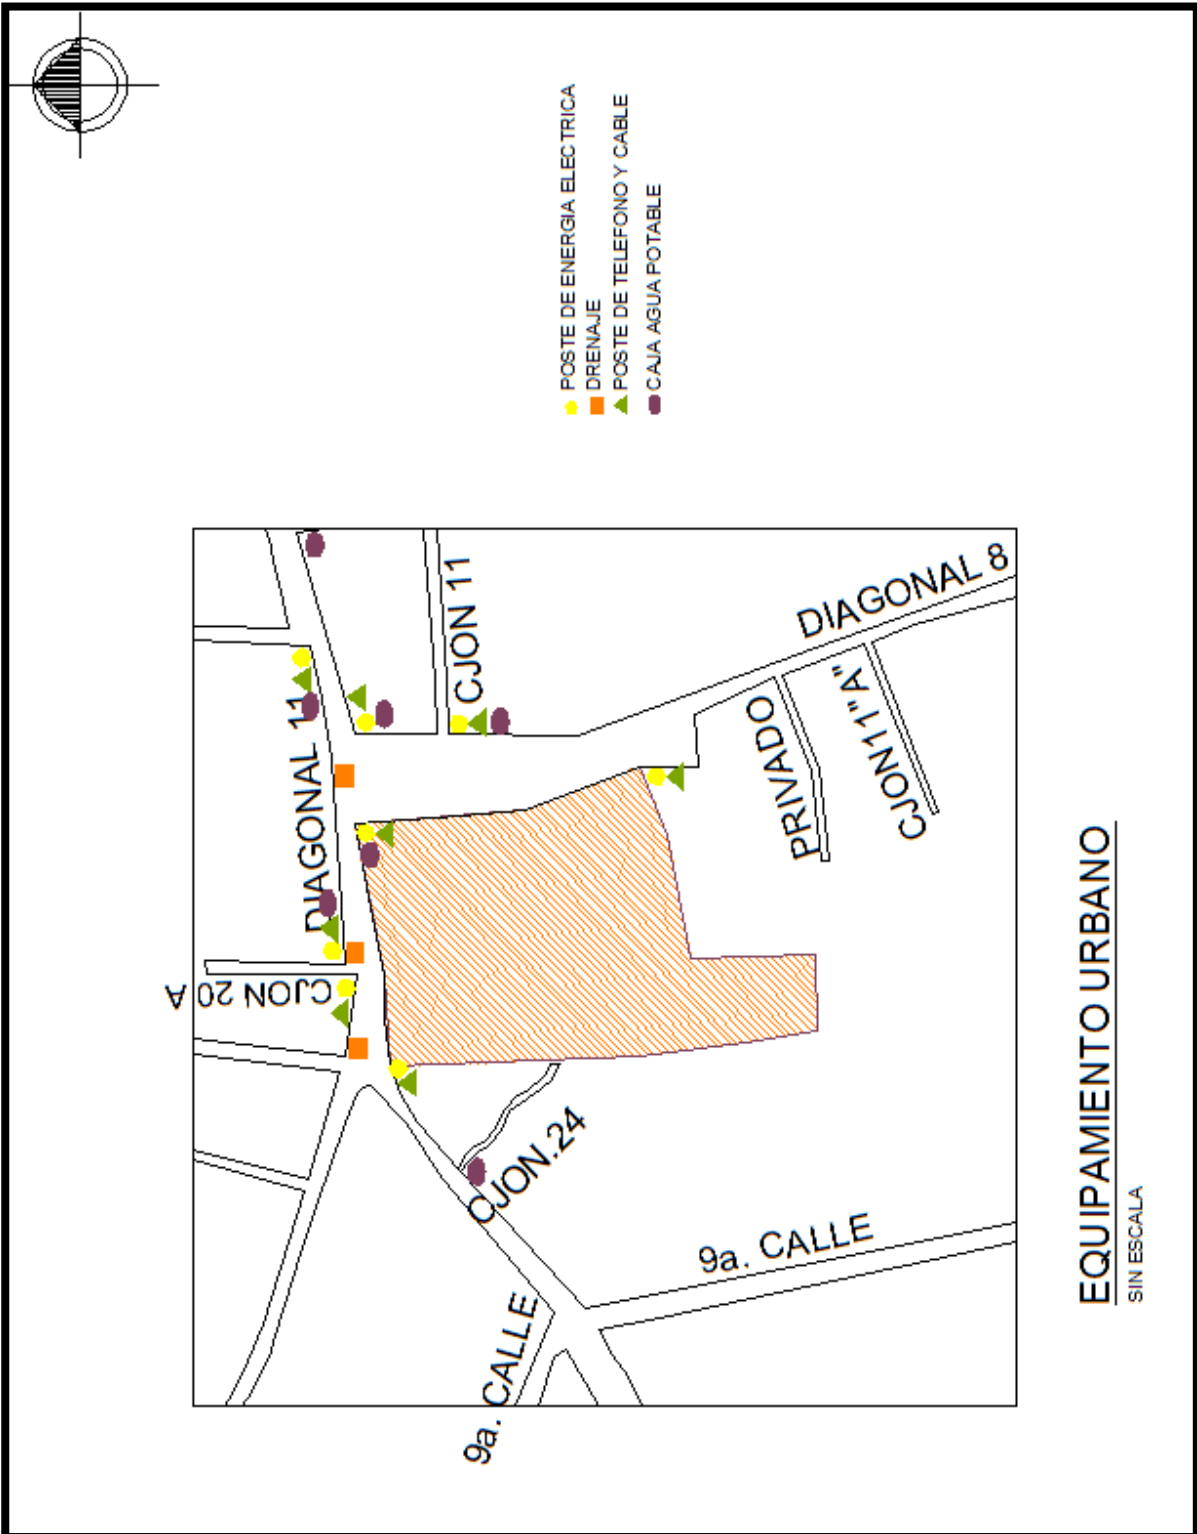 POSTE DE ENERGIA ELECTRICA
DRENAJE
POSTE DE TELEFONO Y CABLE
CAJA AGUA POTABLE
DIAGONAL 11
CJON 11
CJON 20 A
DIAGONAL 8
PRIVADO
CJON11"A"
CJON.24
9a. CALLE
9a. CALLE
EQUIPAMIENTO URBANO
SIN ESCALA